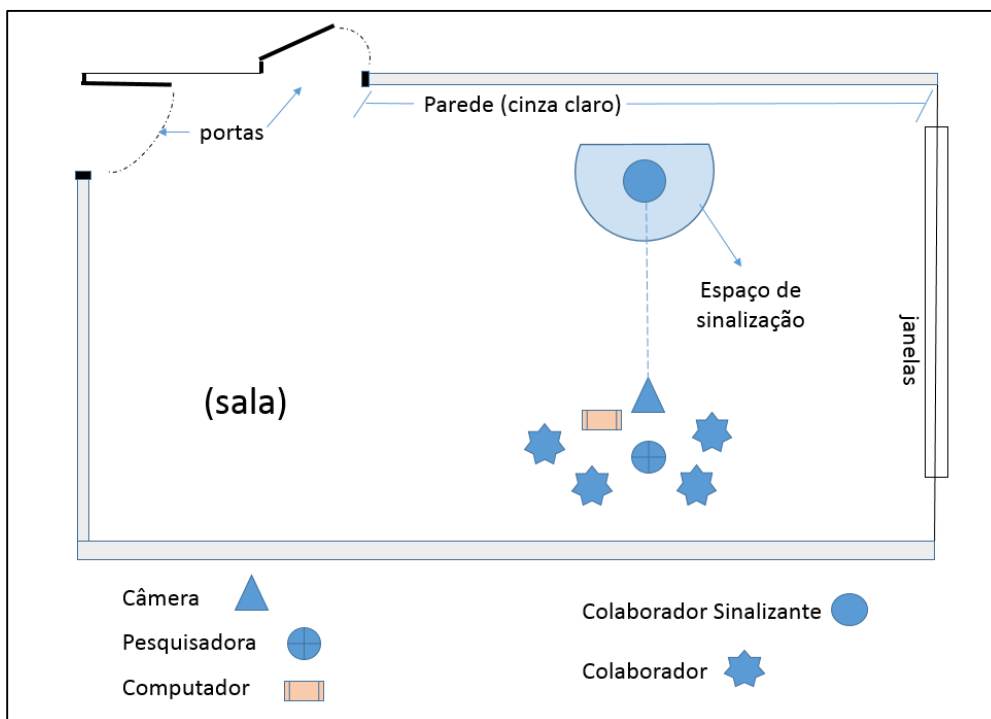 Parede (cinza claro)
portas
Espaço de
sinalização
janelas
(sala)
Câmera
Pesquisadora
Computador
Colaborador Sinalizante
Colaborador